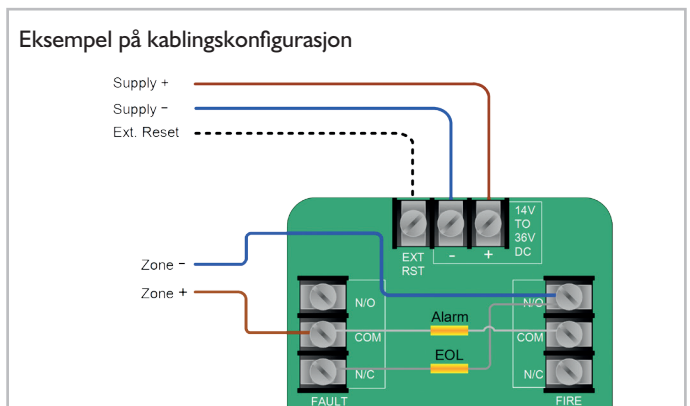 Eksempel på kablingskonfigurasjon
Supply +
Supply -
Ext. Reset
14V
TO
36V
DC
EXT
RST
-
+
Zone -
Zone +
N/O
COM
N/C
FAULT
Alarm
EOL
N/O
COM
N/C
FIRE